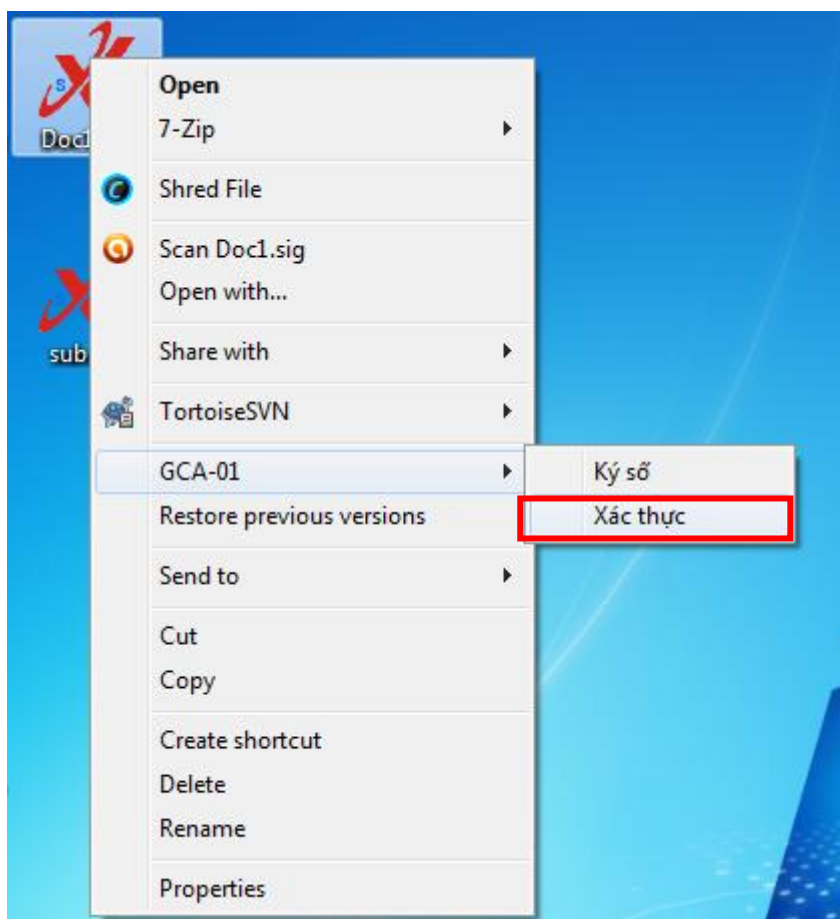 Open
7-Zip
Doc1
Shred File
Scan Doc1.sig
Open with...
Share with
sub
TortoiseSVN
GCA-01
Ký số
Restore previous versions
Xác thực
Send to
Cut
Copy
Create shortcut
Delete
Rename
Properties